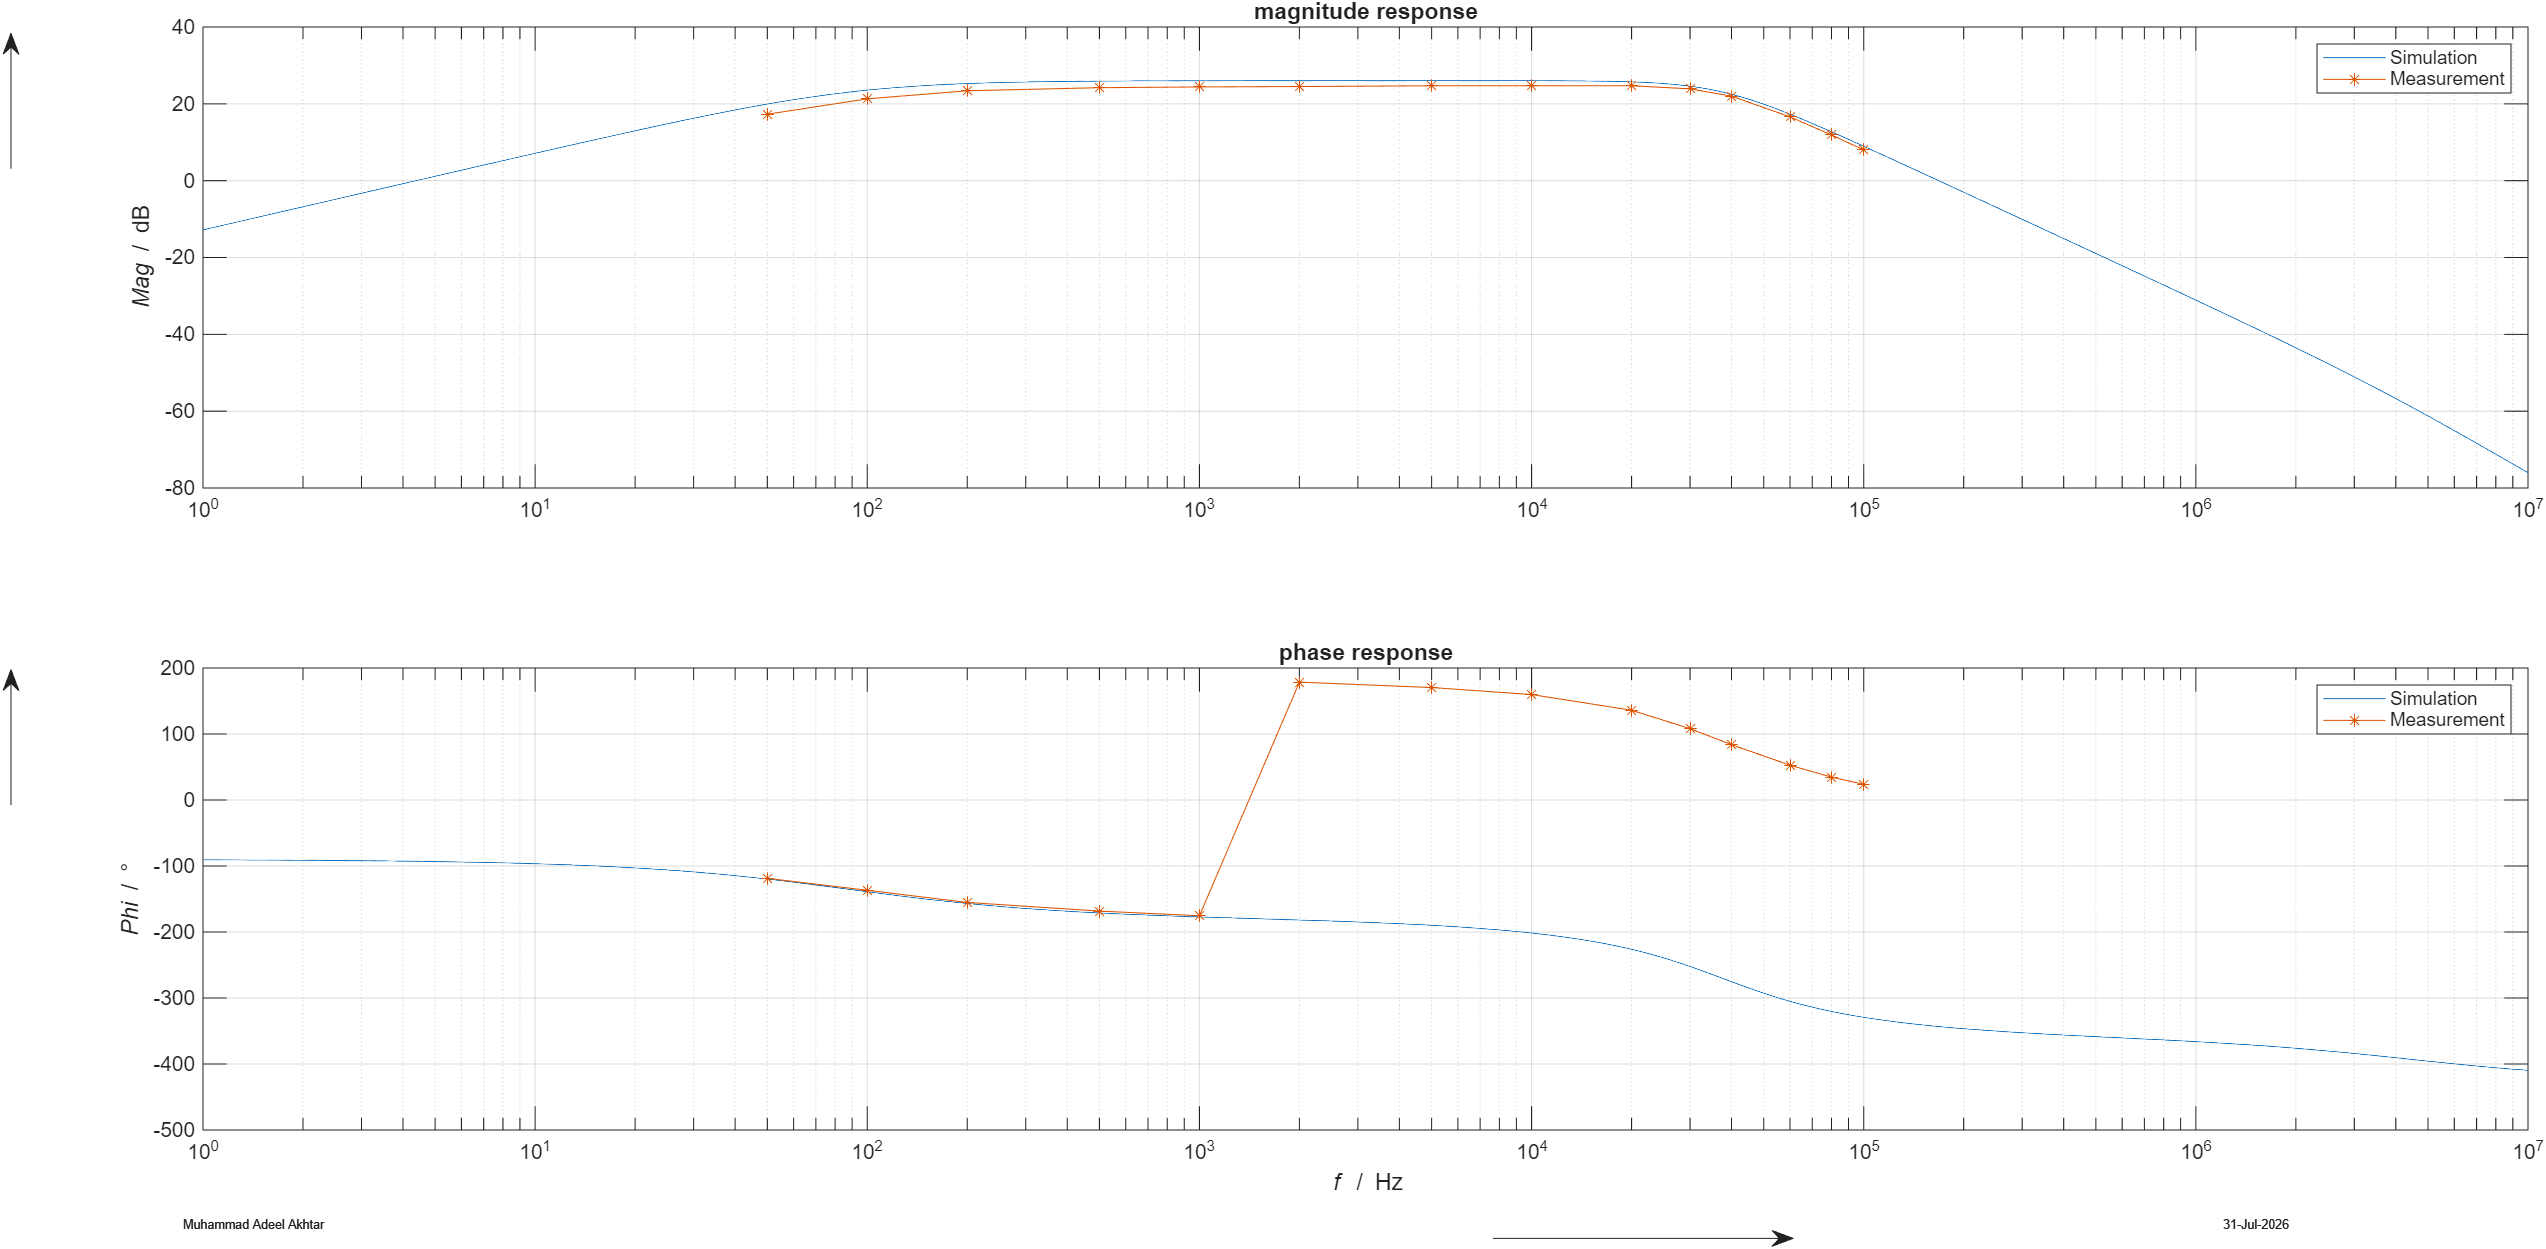 magnitude response
40
20
0
-20
-40
-60
-80
Mag / dB
Simulation
Measurement
10^0 10^1 10^2 10^3 10^4 10^5 10^6 10^7
phase response
200
100
0
-100
-200
-300
-400
-500
Phi / °
Simulation
Measurement
10^0 10^1 10^2 10^3 10^4 10^5 10^6 10^7
f / Hz
Muhammad Adeel Akhtar
31-Jul-2026